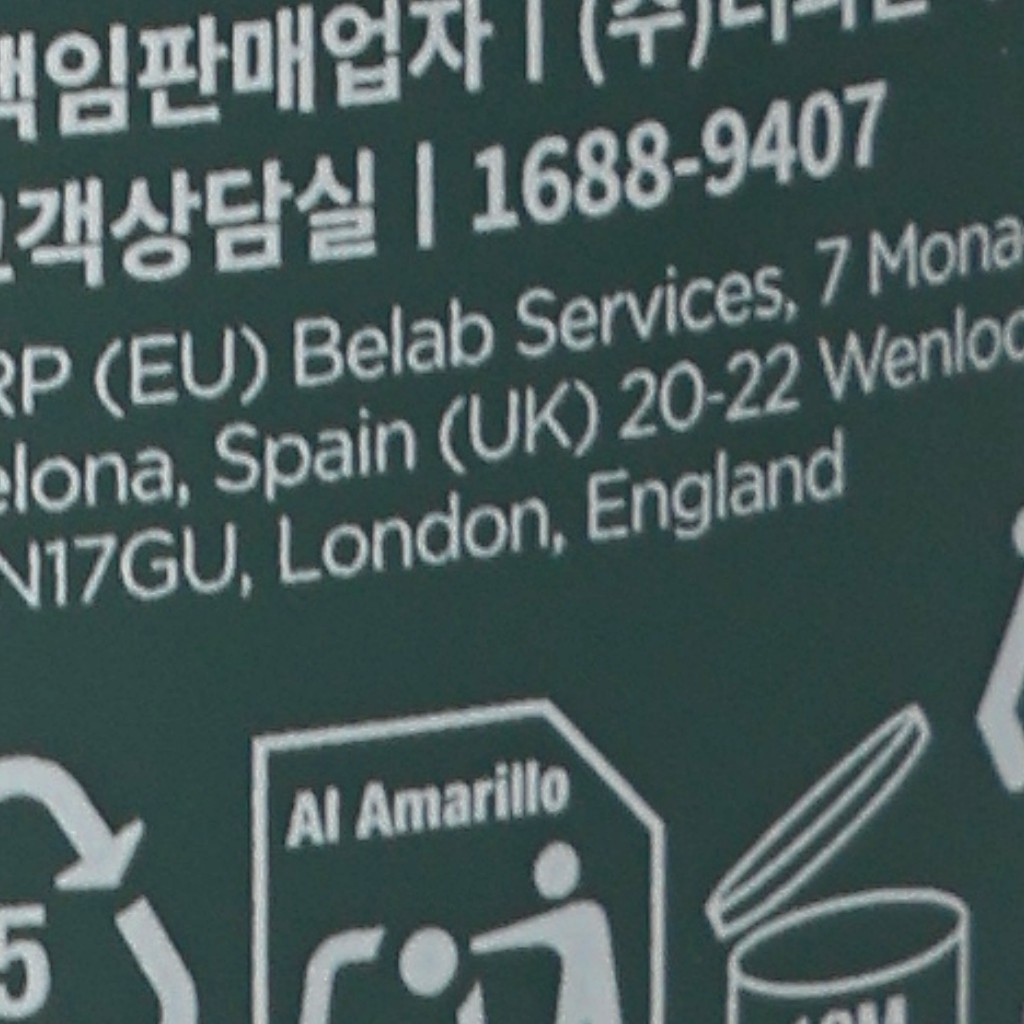 책임판매업자 | (주)
고객상담실 | 1688-9407
RP (EU) Belab Services, 7
Spain (UK) 20-22
N17GU, London, England
Al Amarillo
5